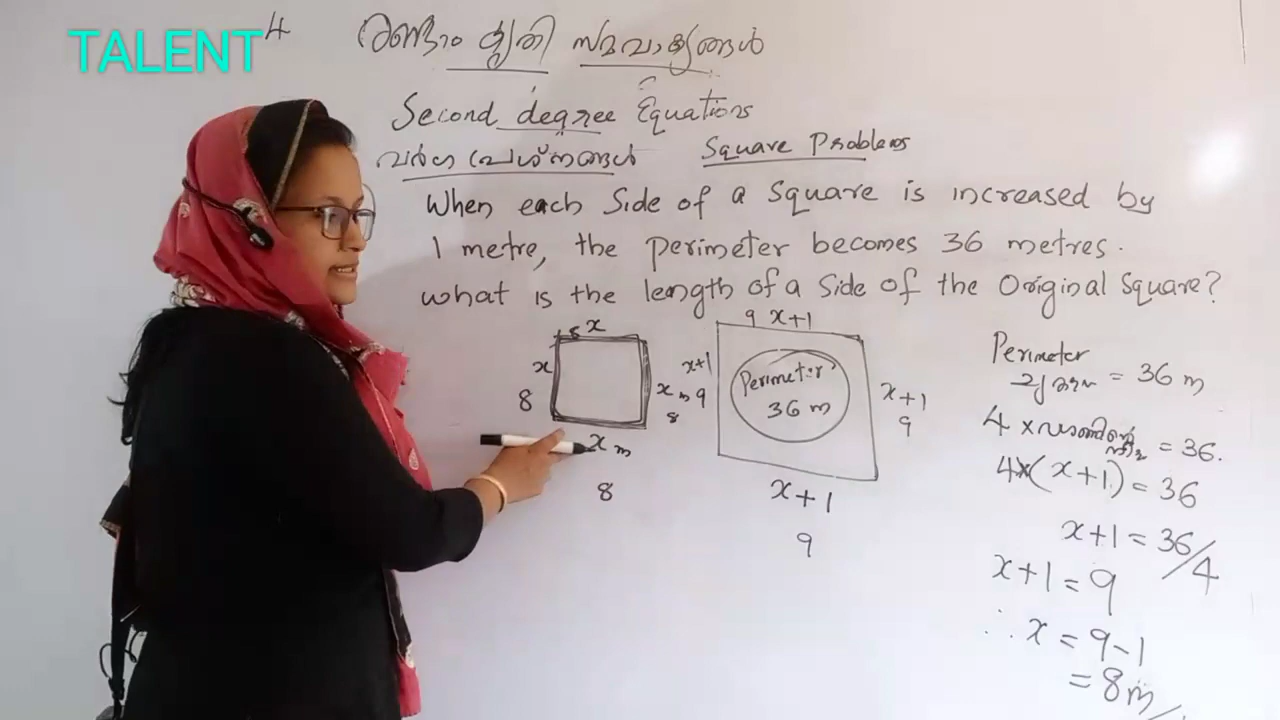 TALENT
4
രണ്ടാം കൃതി സമവാക്യങ്ങൾ
Second degree Equations
വർഗ പ്രശ്നങ്ങൾ Square Problems
When each Side of a Square is increased by
1 metre, the perimeter becomes 36 metres.
What is the length of a Side of the Original Square?
x
x
8
x m
8
x m
8
9 x+1
x+1
9
Perimeter
36 m
x+1
9
x+1
9
Perimeter
= 36 m
4 × = 36.
4×(x+1) = 36
x+1 = 36/4
x+1 = 9
∴ x = 9-1
= 8m